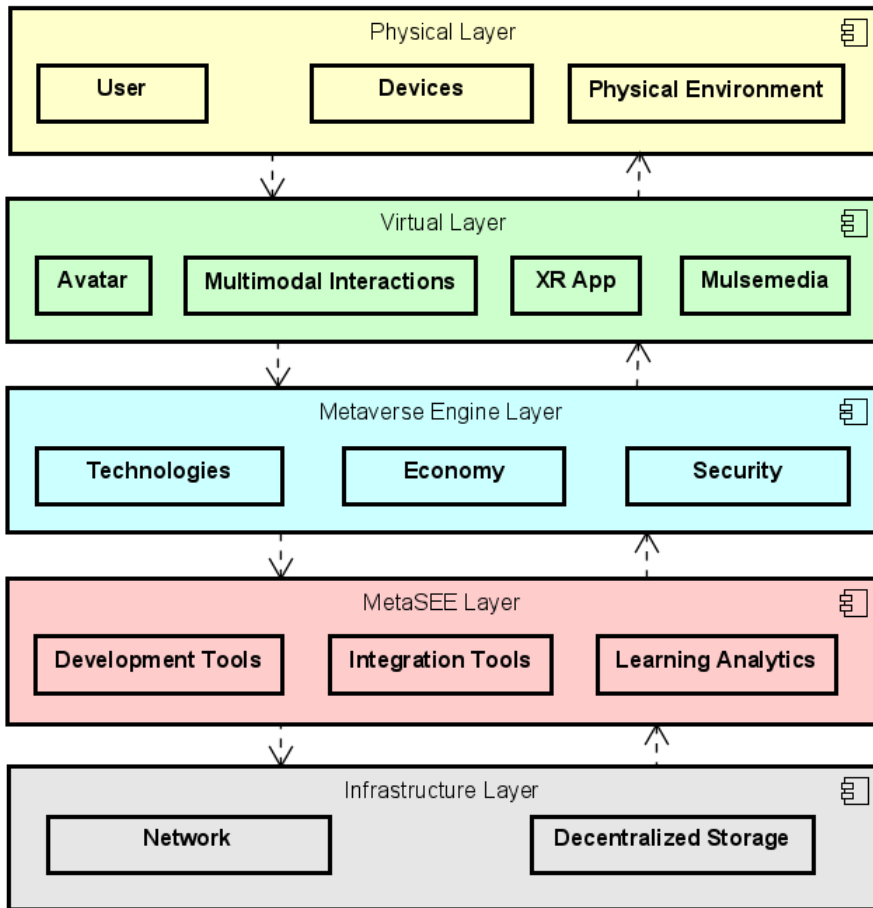 Physical Layer
User
Devices
Physical Environment
Virtual Layer
Avatar
Multimodal Interactions
XR App
Mulsemedia
Metaverse Engine Layer
Technologies
Economy
Security
MetaSEE Layer
Development Tools
Integration Tools
Learning Analytics
Infrastructure Layer
Network
Decentralized Storage